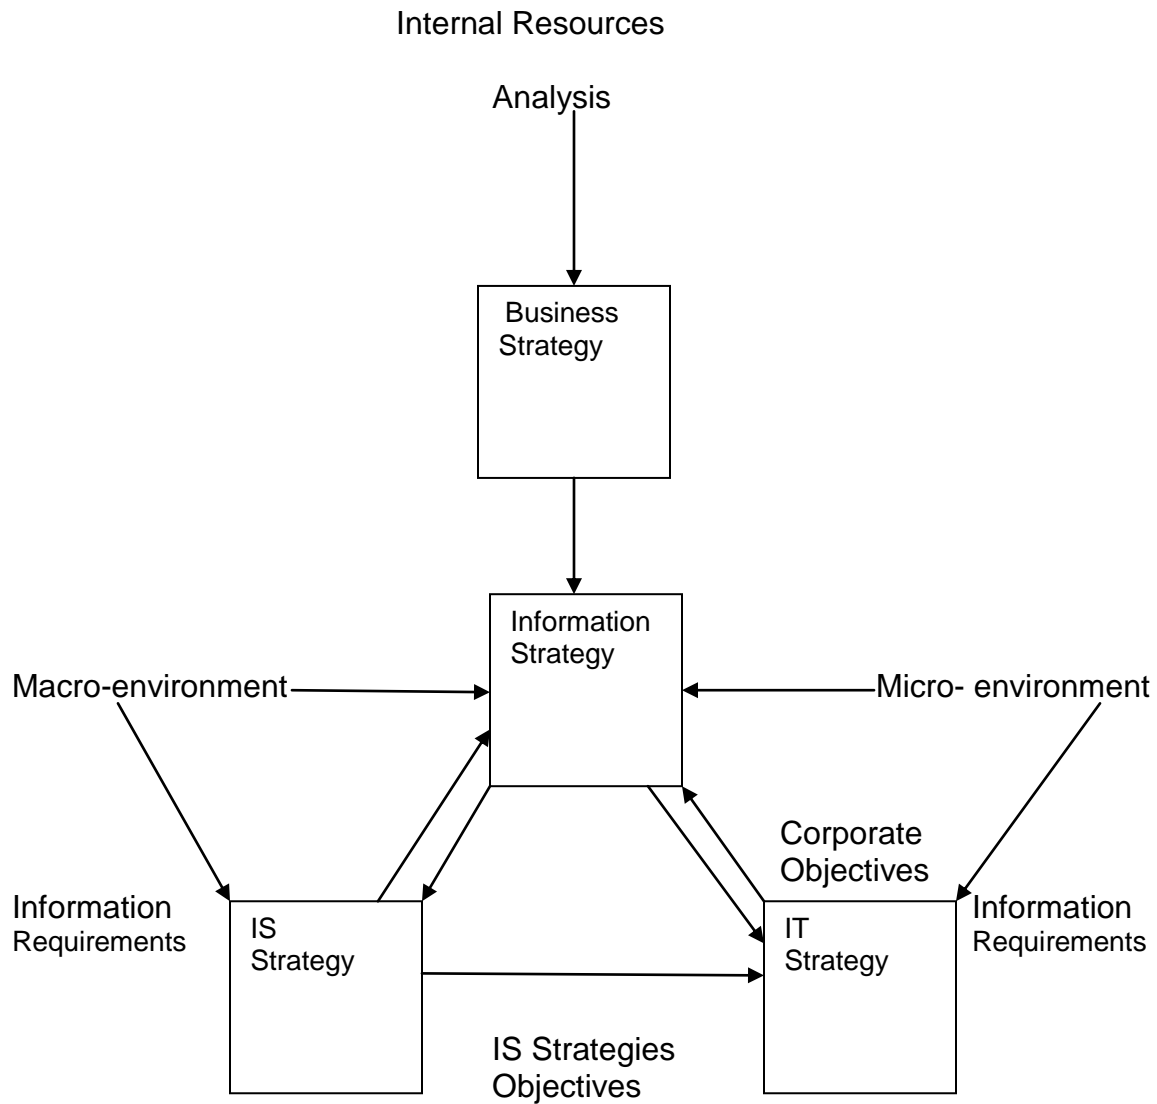 Internal Resources
Analysis
Business
Strategy
Information
Strategy
Macro-environment
Micro- environment
Corporate
Objectives
Information
Requirements
IS
Strategy
IT
Strategy
Information
Requirements
IS Strategies
Objectives